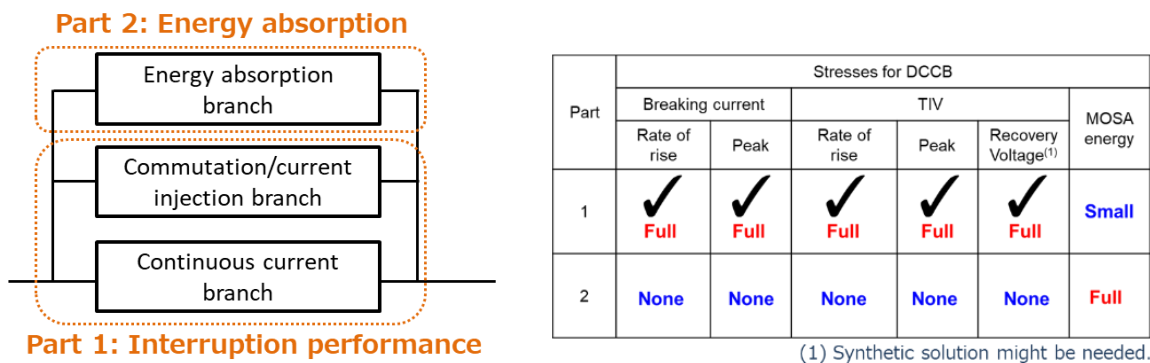 Part 2: Energy absorption
Energy absorption
branch
Commutation/current
injection branch
Continuous current
branch
Part 1: Interruption performance
Part
Stresses for DCCB
Breaking current
TIV
MOSA
energy
Rate of
rise
Peak
Rate of
rise
Peak
Recovery
Voltage(1)
1
Full
Full
Full
Full
Full
Small
2
None
None
None
None
None
Full
(1) Synthetic solution might be needed.